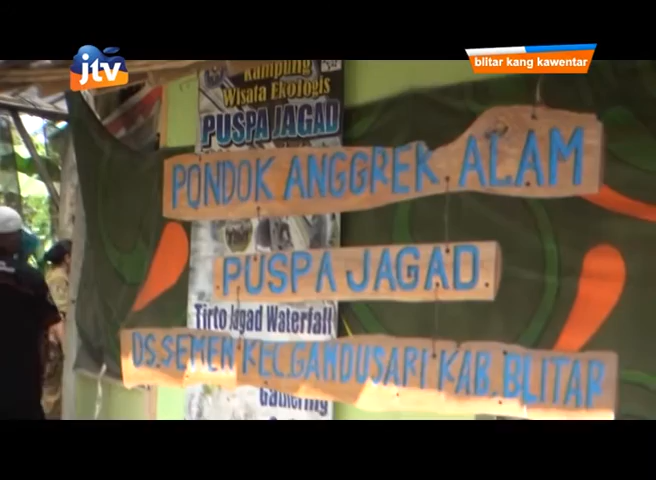 jtv
blitar kang kawentar
Kampung
Wisata Ekologis
PUSPA JAGAD
PONDOK ANGGREK ALAM
PUSPA JAGAD
Tirto Jagad Waterfall
DS.SEMEN KEC.GANDUSARI KAB.BLITAR
Gathering